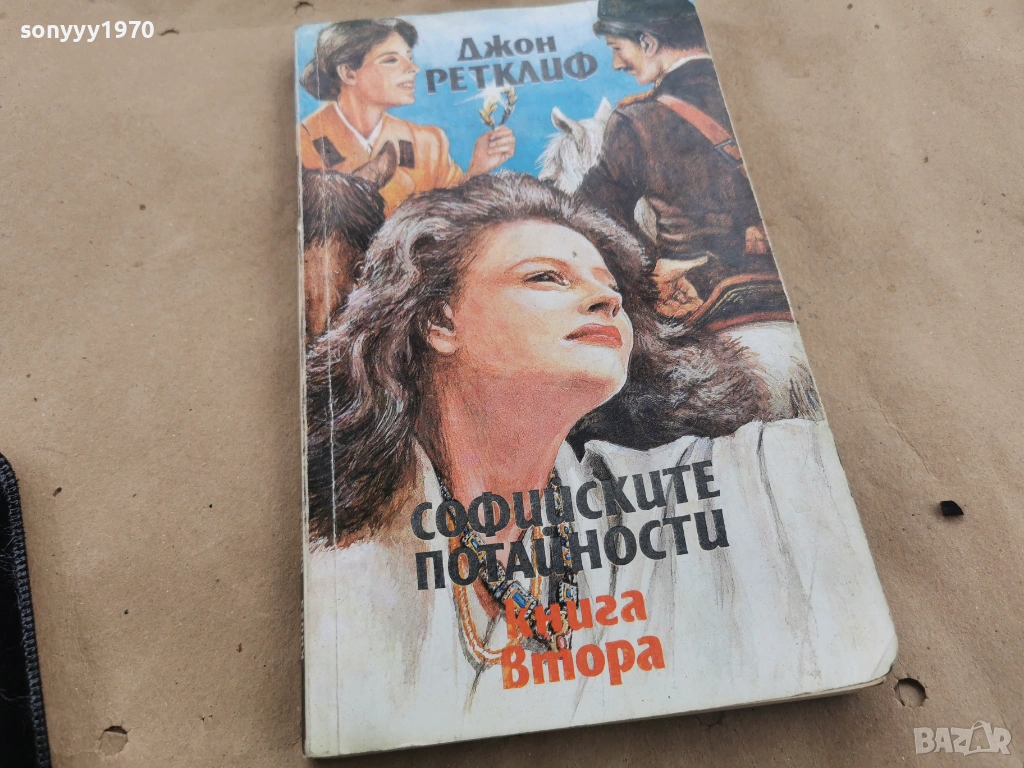 sonyyy1970
Джон
РЕТКЛИФ
СОФИЙСКИТЕ
ПОТАЙНОСТИ
книга
втора
BAZAR